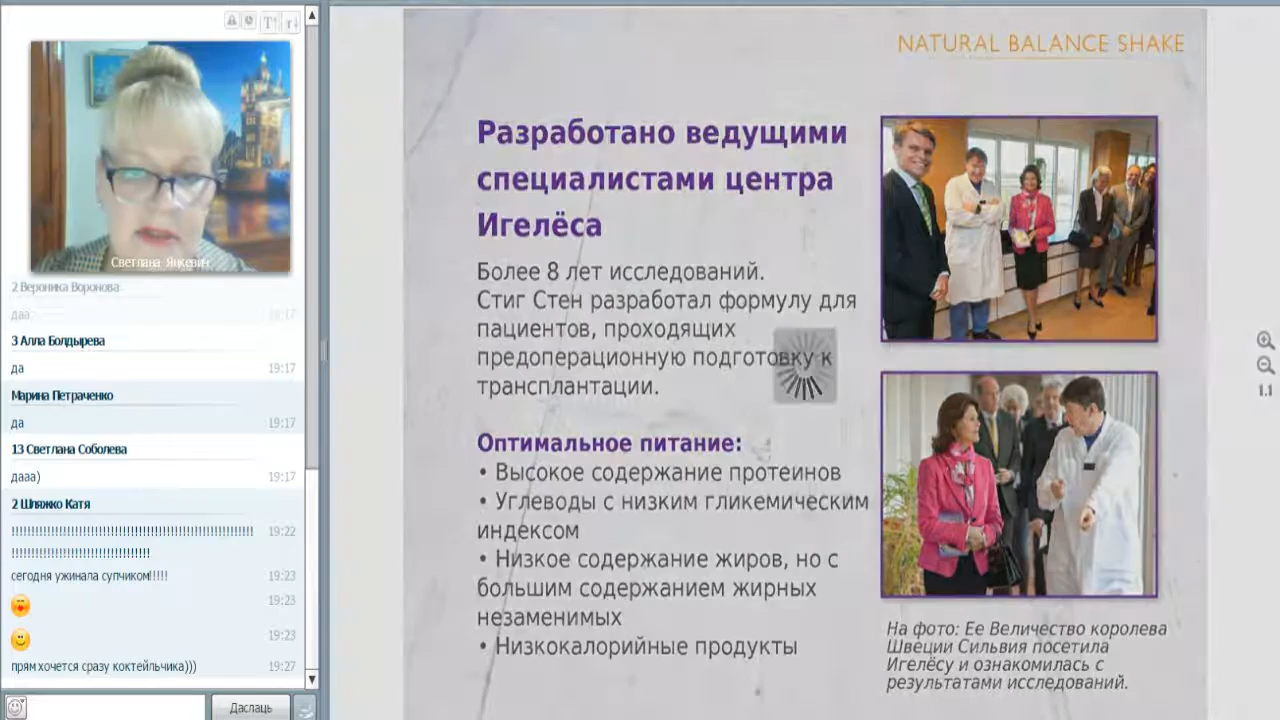 Светлана Янкевич
2 Вероника Воронова
даа
19:17
3 Алла Болдырева
да
19:17
Марина Петраченко
да
19:17
13 Светлана Соболева
дааа)
19:17
2 Шляжко Катя
!!!!!!!!!!!!!!!!!!!!!!!!!!!!!!!!!!!!!!!!!!!!!!!!!!!!!!!!!!!!!
19:22
!!!!!!!!!!!!!!!!!!!!!!!!!!!!!!!!!!!
сегодня ужинала супчиком!!!!!
19:23
19:23
19:23
прям хочется сразу коктейльчика)))
19:27
Даслаць
NATURAL BALANCE SHAKE
Разработано ведущими
специалистами центра
Игелёса
Более 8 лет исследований.
Стиг Стен разработал формулу для
пациентов, проходящих
предоперационную подготовку к
трансплантации.
Оптимальное питание:
• Высокое содержание протеинов
• Углеводы с низким гликемическим
индексом
• Низкое содержание жиров, но с
большим содержанием жирных
незаменимых
• Низкокалорийные продукты
На фото: Ее Величество королева
Швеции Сильвия посетила
Игелёсу и ознакомилась с
результатами исследований.
1.1